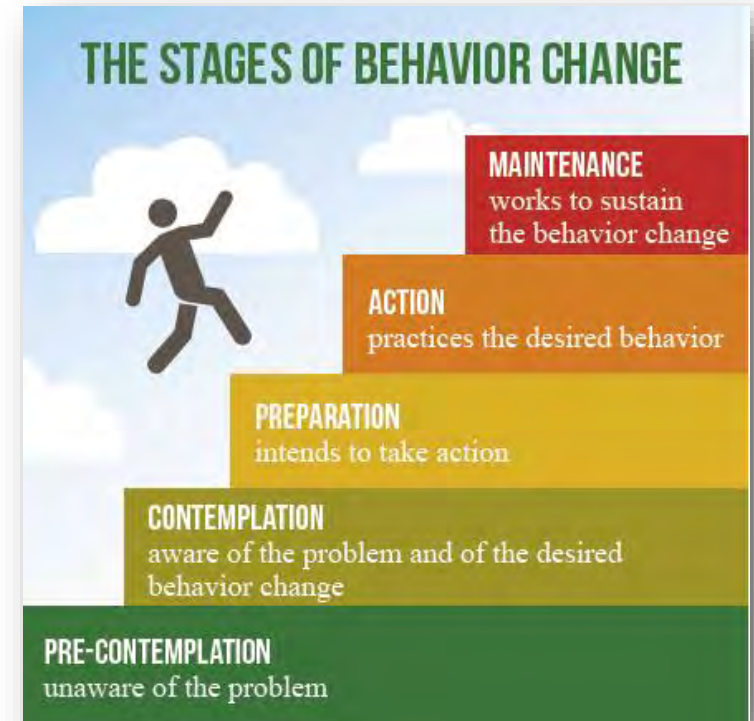 THE STAGES OF BEHAVIOR CHANGE
MAINTENANCE
works to sustain
the behavior change
ACTION
practices the desired behavior
PREPARATION
intends to take action
CONTEMPLATION
aware of the problem and of the desired
behavior change
PRE-CONTEMPLATION
unaware of the problem